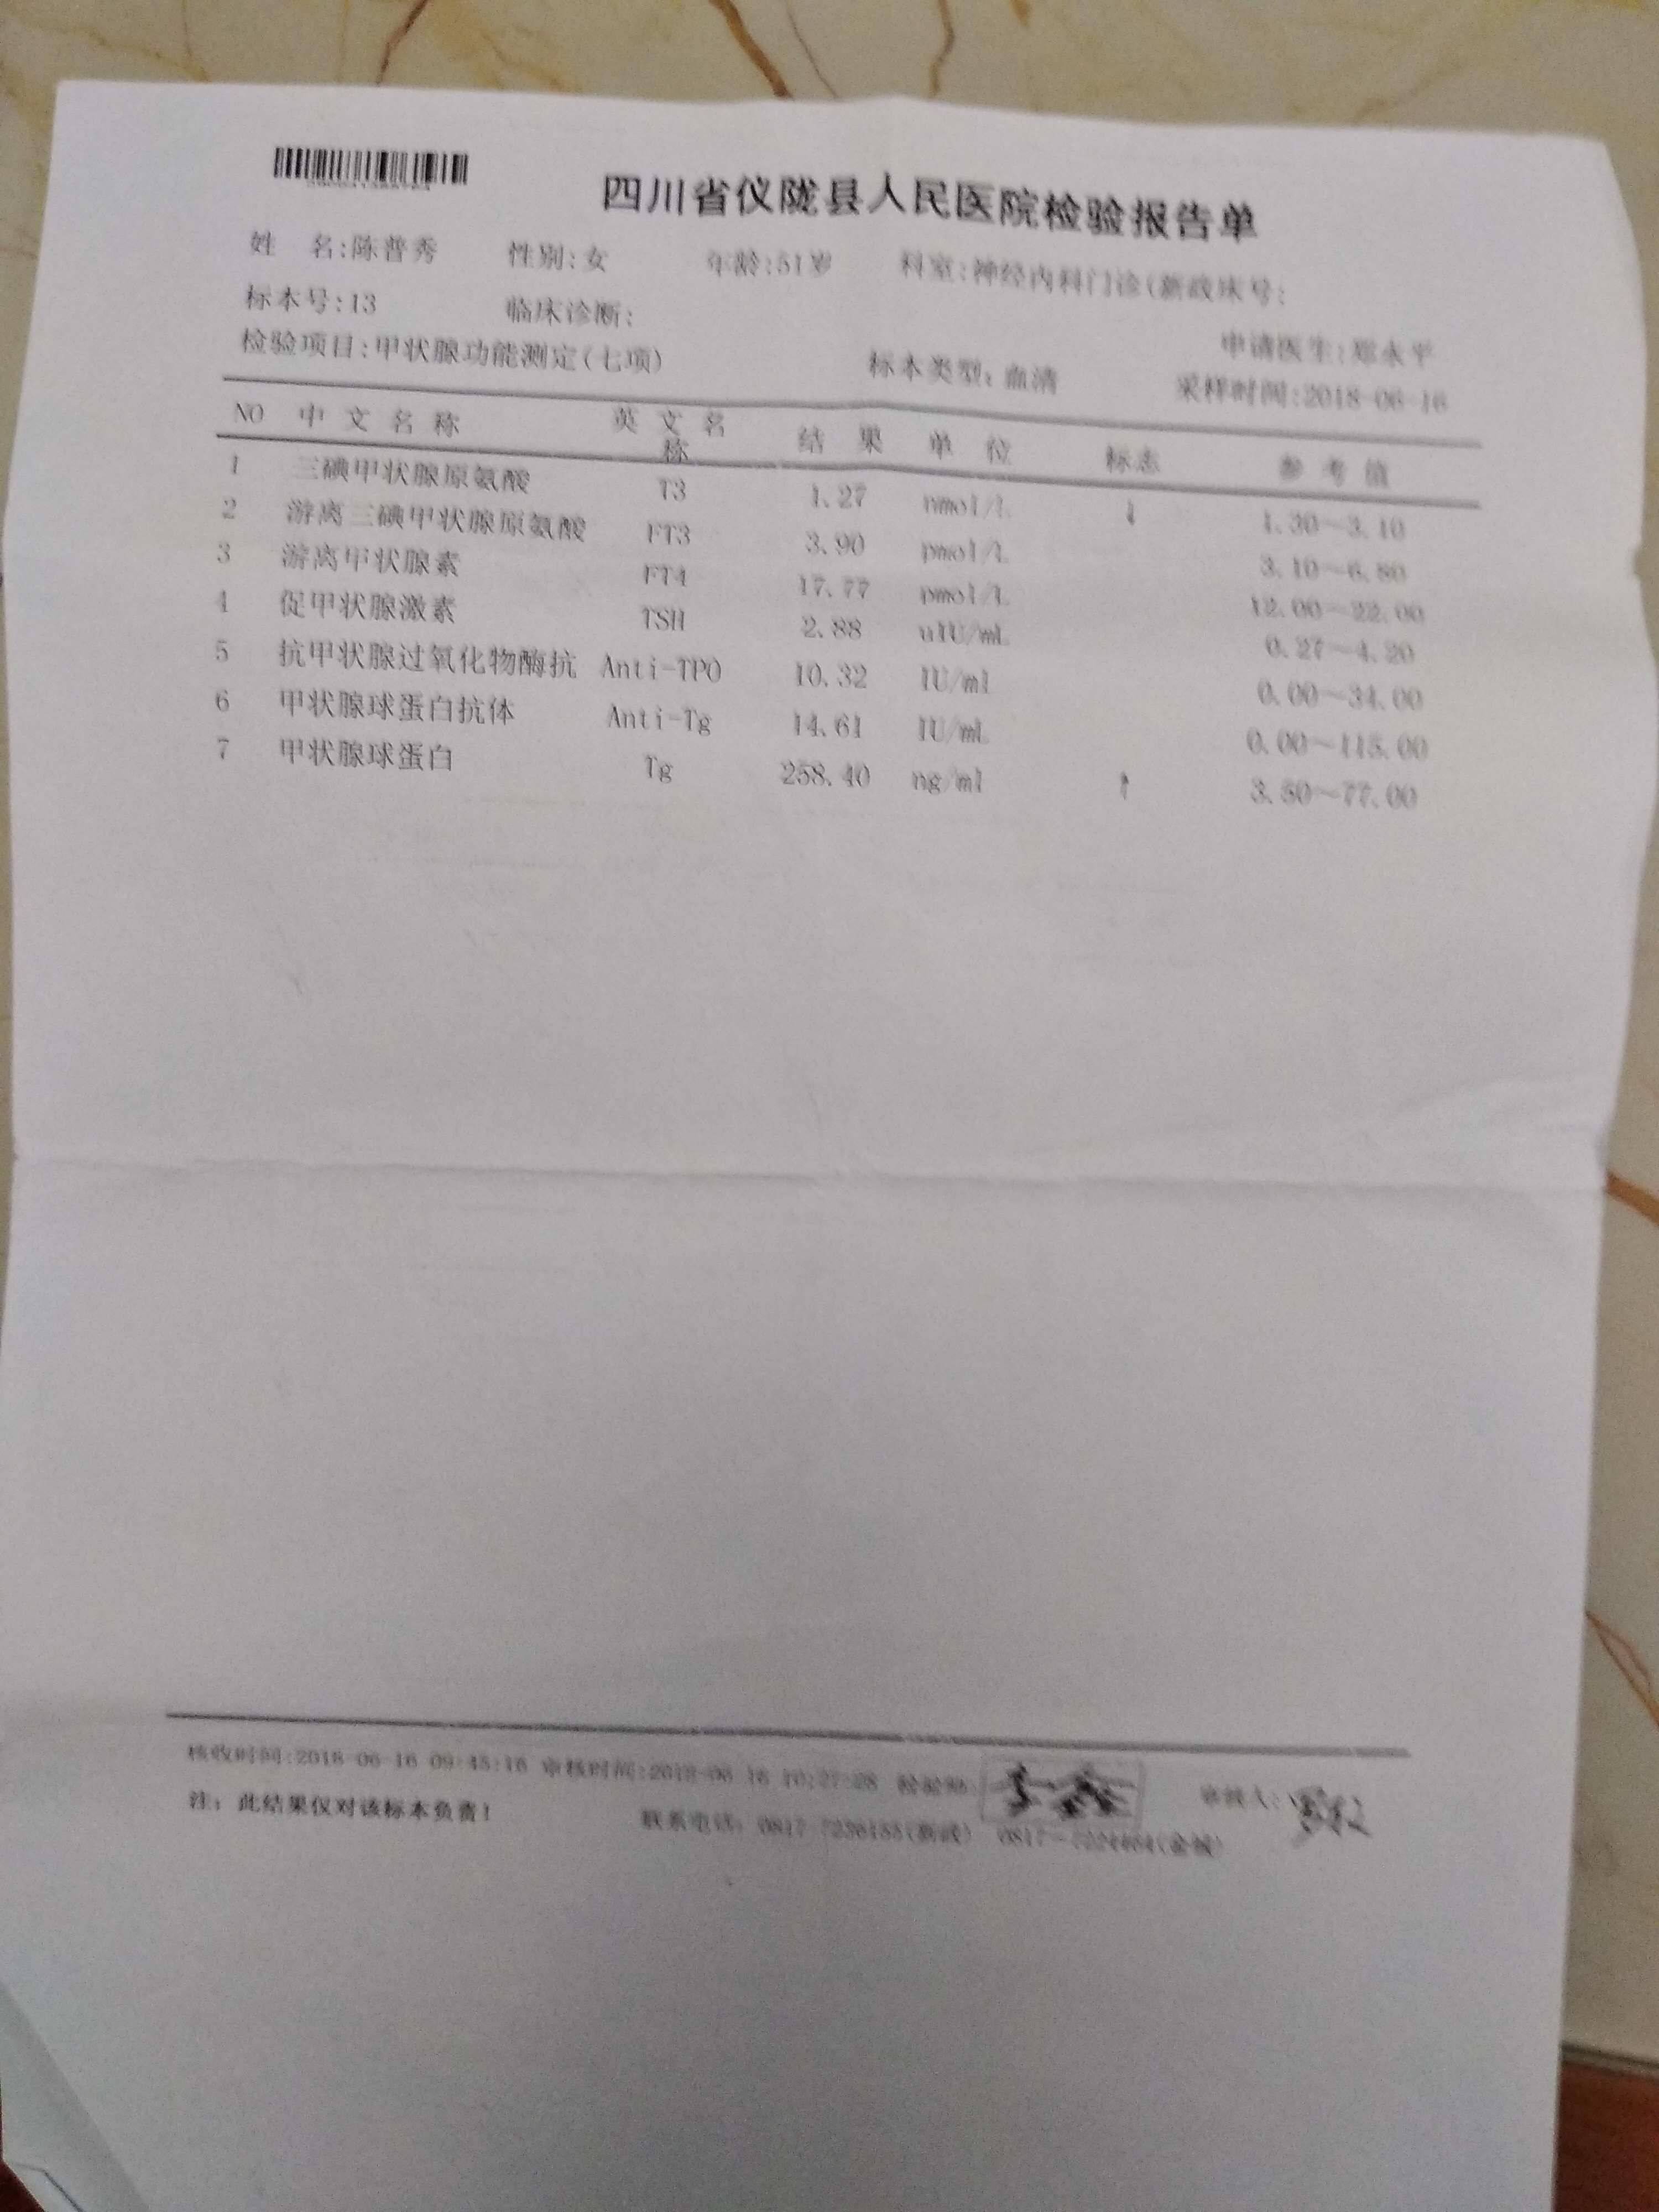 四川省仪陇县人民医院检验报告单
姓 名:陈普秀 性别:女 年龄:51岁 科室:神经内科门诊(新政床号:
标本号:13 临床诊断: 申请医生:郑永平
检验项目:甲状腺功能测定(七项) 标本类型:血清 采样时间:2018-06-16
NO 中文名称 英文名称 结果 单位 标志 参考值
1 三碘甲状腺原氨酸 T3 1.27 nmol/L ↓ 1.30~3.10
2 游离三碘甲状腺原氨酸 FT3 3.90 pmol/L 3.10~6.80
3 游离甲状腺素 FT4 17.77 pmol/L 12.00~22.00
4 促甲状腺激素 TSH 2.88 uIU/mL 0.27~4.20
5 抗甲状腺过氧化物酶抗 Anti-TPO 10.32 IU/ml 0.00~34.00
6 甲状腺球蛋白抗体 Anti-Tg 14.61 IU/mL 0.00~115.00
7 甲状腺球蛋白 Tg 258.40 ng/ml ↑ 3.50~77.00
核收时间:2018-06-16 09:45:16 审核时间:2018-06-16 10:27:28 检验师: 审核人:
注：此结果仅对该标本负责! 联系电话：(新政) (金城)